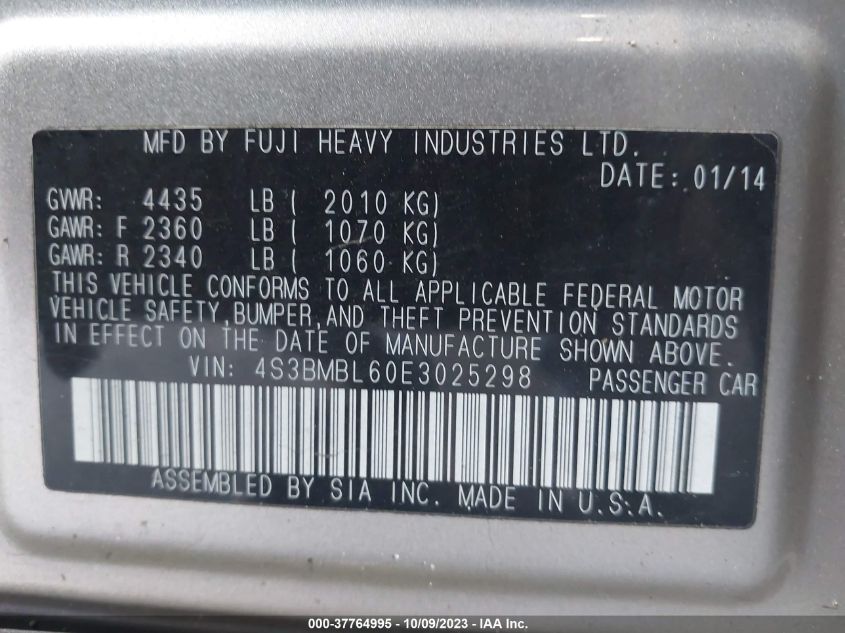 MFD BY FUJI HEAVY INDUSTRIES LTD.
DATE: 01/14
GVWR: 4435 LB ( 2010 KG)
GAWR: F 2360 LB ( 1070 KG)
GAWR: R 2340 LB ( 1060 KG)
THIS VEHICLE CONFORMS TO ALL APPLICABLE FEDERAL MOTOR
VEHICLE SAFETY,BUMPER,AND THEFT PREVENTION STANDARDS
IN EFFECT ON THE DATE OF MANUFACTURE SHOWN ABOVE.
VIN: 4S3BMBL60E3025298 PASSENGER CAR
ASSEMBLED BY SIA INC. MADE IN U.S.A.
000-37764995 - 10/09/2023 - IAA Inc.